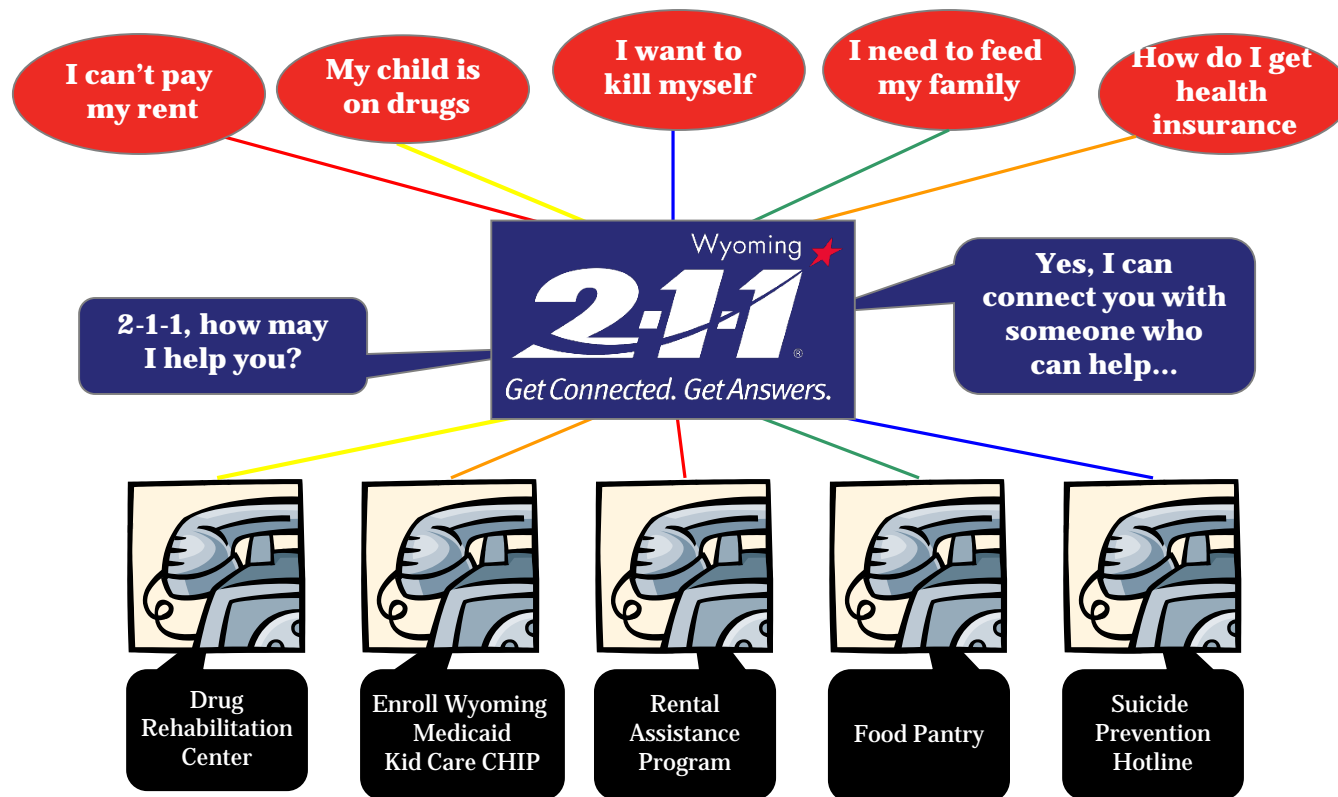 I can't pay
my rent
My child is
on drugs
I want to
kill myself
I need to feed
my family
How do I get
health
insurance
Wyoming
2-1-1®
Get Connected. Get Answers.
2-1-1, how may
I help you?
Yes, I can
connect you with
someone who
can help...
Drug
Rehabilitation
Center
Enroll Wyoming
Medicaid
Kid Care CHIP
Rental
Assistance
Program
Food Pantry
Suicide
Prevention
Hotline